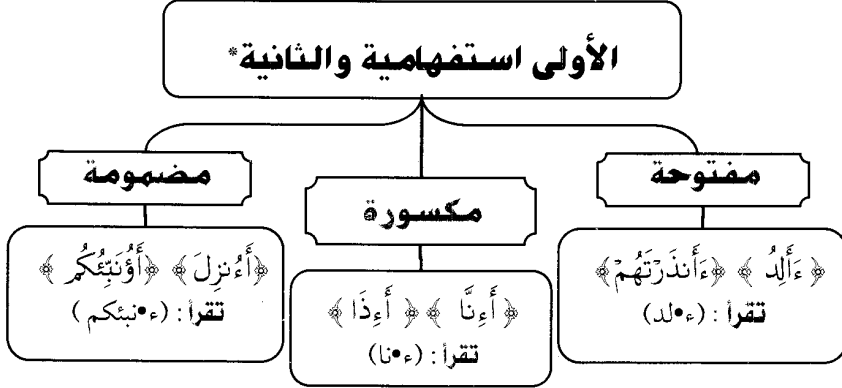 الأولى استفهامية والثانية*
مفتوحة
﴿ءَأَلِدُ﴾ ﴿ءَأَنذَرْتَهُمْ﴾
تقرأ: (ء•لد)
مكسورة
﴿أَءِنَّا﴾ ﴿أَءِذَا﴾
تقرأ: (ء•نا)
مضمومة
﴿أَءُنزِلَ﴾ ﴿أَؤُنَبِّئُكُم﴾
تقرأ: (ء•نبئكم)